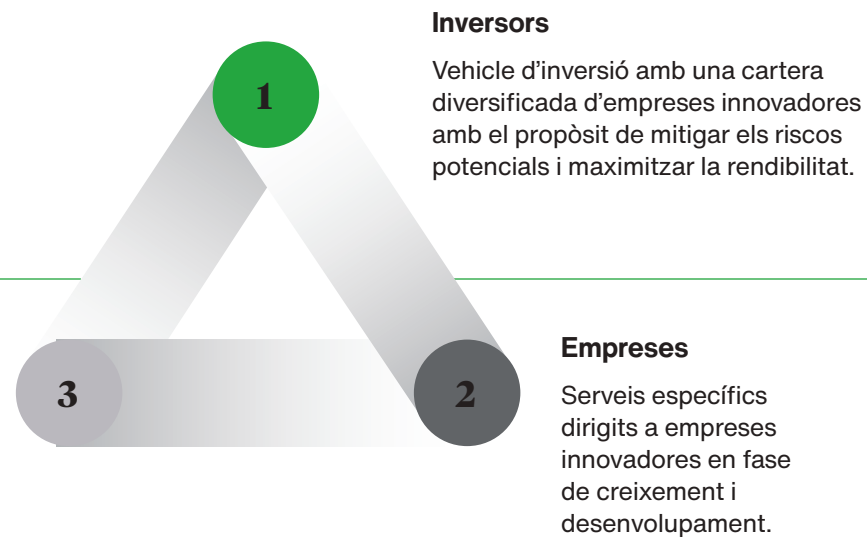 1
Inversors
Vehicle d’inversió amb una cartera
diversificada d’empreses innovadores
amb el propòsit de mitigar els riscos
potencials i maximitzar la rendibilitat.
3
2
Empreses
Serveis específics
dirigits a empreses
innovadores en fase
de creixement i
desenvolupament.